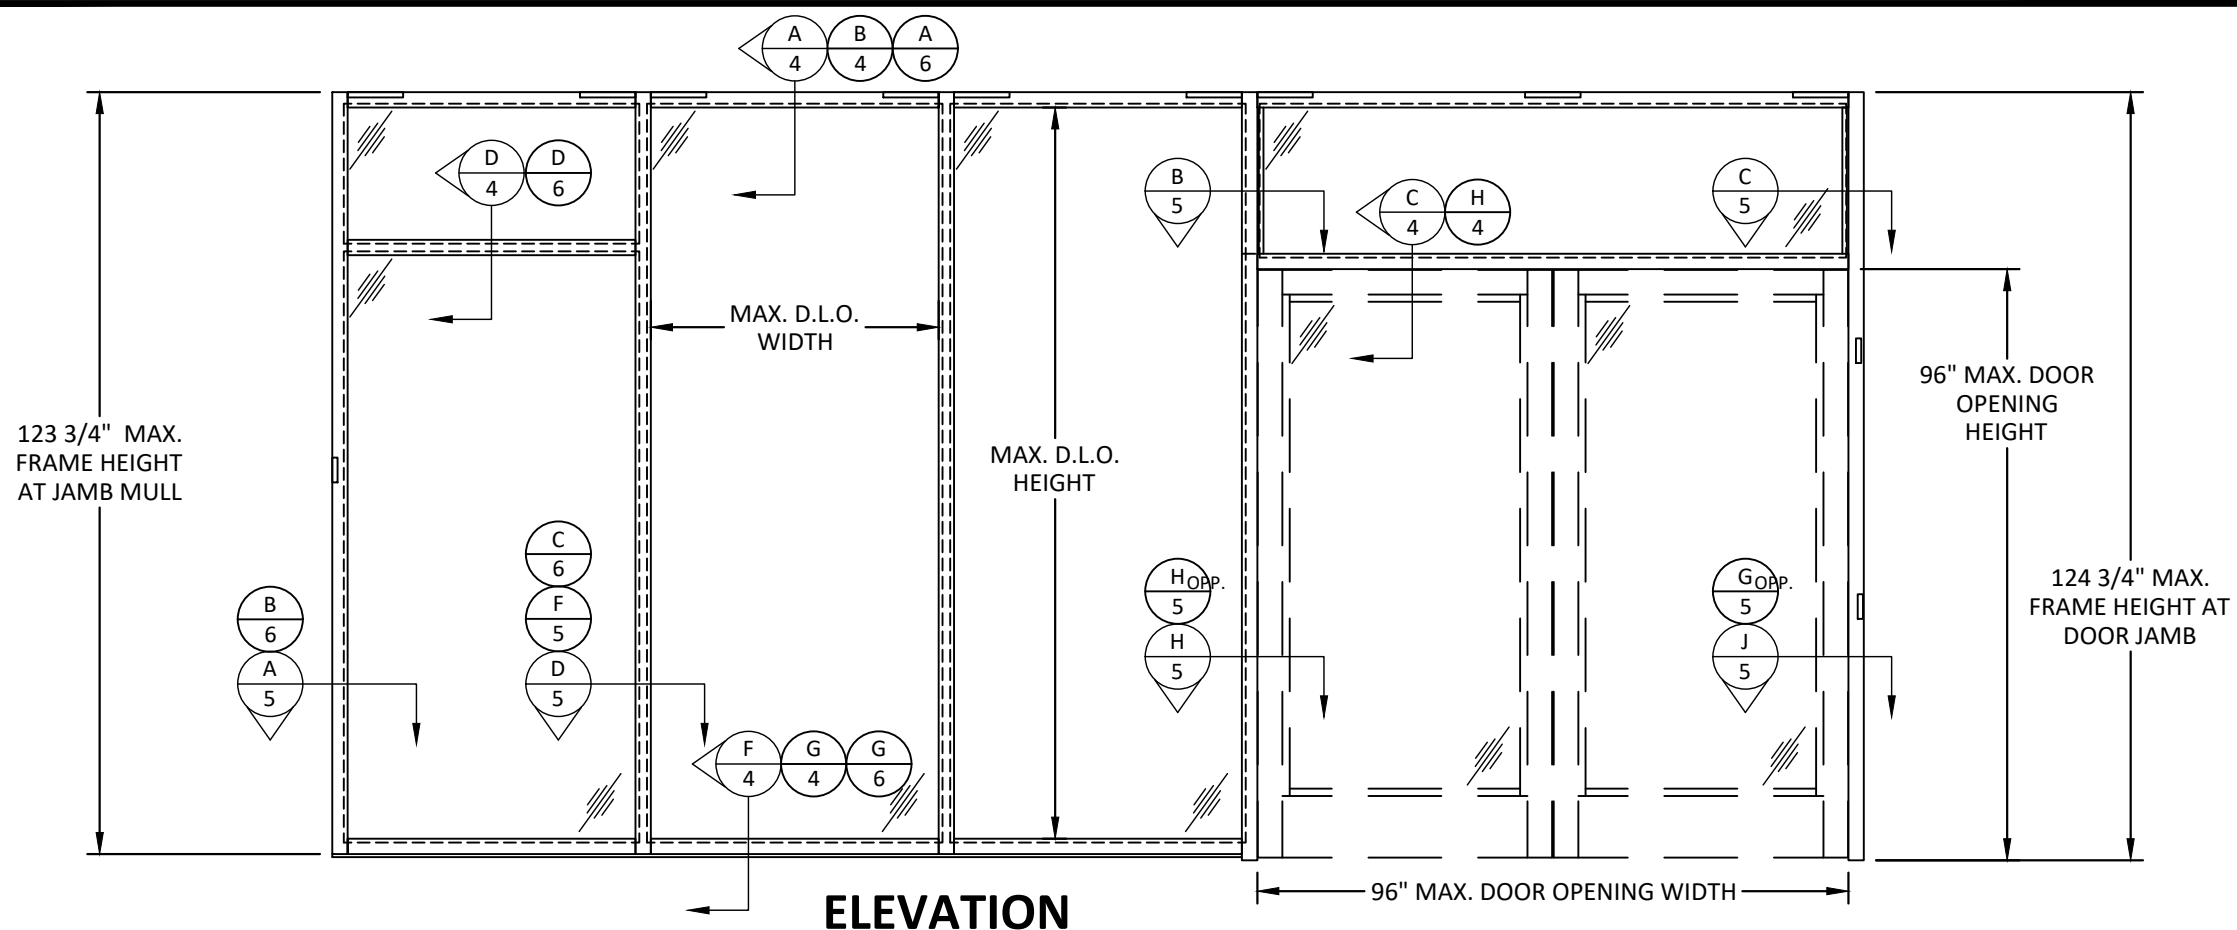 A B A
4 4 6
D D
4 6
B
5
C H
4 4
C
5
MAX. D.L.O.
WIDTH
96" MAX. DOOR
OPENING
HEIGHT
123 3/4" MAX.
FRAME HEIGHT
AT JAMB MULL
MAX. D.L.O.
HEIGHT
C
6
F
5
D
5
B
6
A
5
H OPP.
5
H
5
G OPP.
5
J
5
124 3/4" MAX.
FRAME HEIGHT AT
DOOR JAMB
F G G
4 4 6
96" MAX. DOOR OPENING WIDTH
ELEVATION